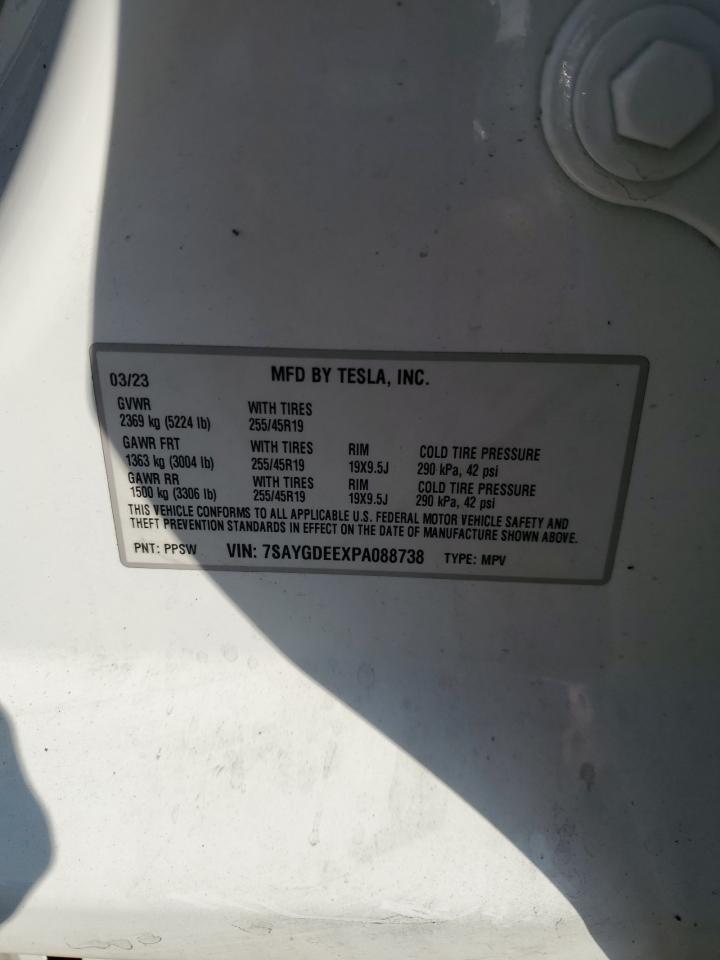 03/23 MFD BY TESLA, INC.
GVWR WITH TIRES
2369 kg (5224 lb) 255/45R19
GAWR FRT WITH TIRES RIM COLD TIRE PRESSURE
1363 kg (3004 lb) 255/45R19 19X9.5J 290 kPa, 42 psi
GAWR RR WITH TIRES RIM COLD TIRE PRESSURE
1500 kg (3306 lb) 255/45R19 19X9.5J 290 kPa, 42 psi
THIS VEHICLE CONFORMS TO ALL APPLICABLE U.S. FEDERAL MOTOR VEHICLE SAFETY AND
THEFT PREVENTION STANDARDS IN EFFECT ON THE DATE OF MANUFACTURE SHOWN ABOVE.
PNT: PPSW VIN: 7SAYGDEEXPA088738 TYPE: MPV